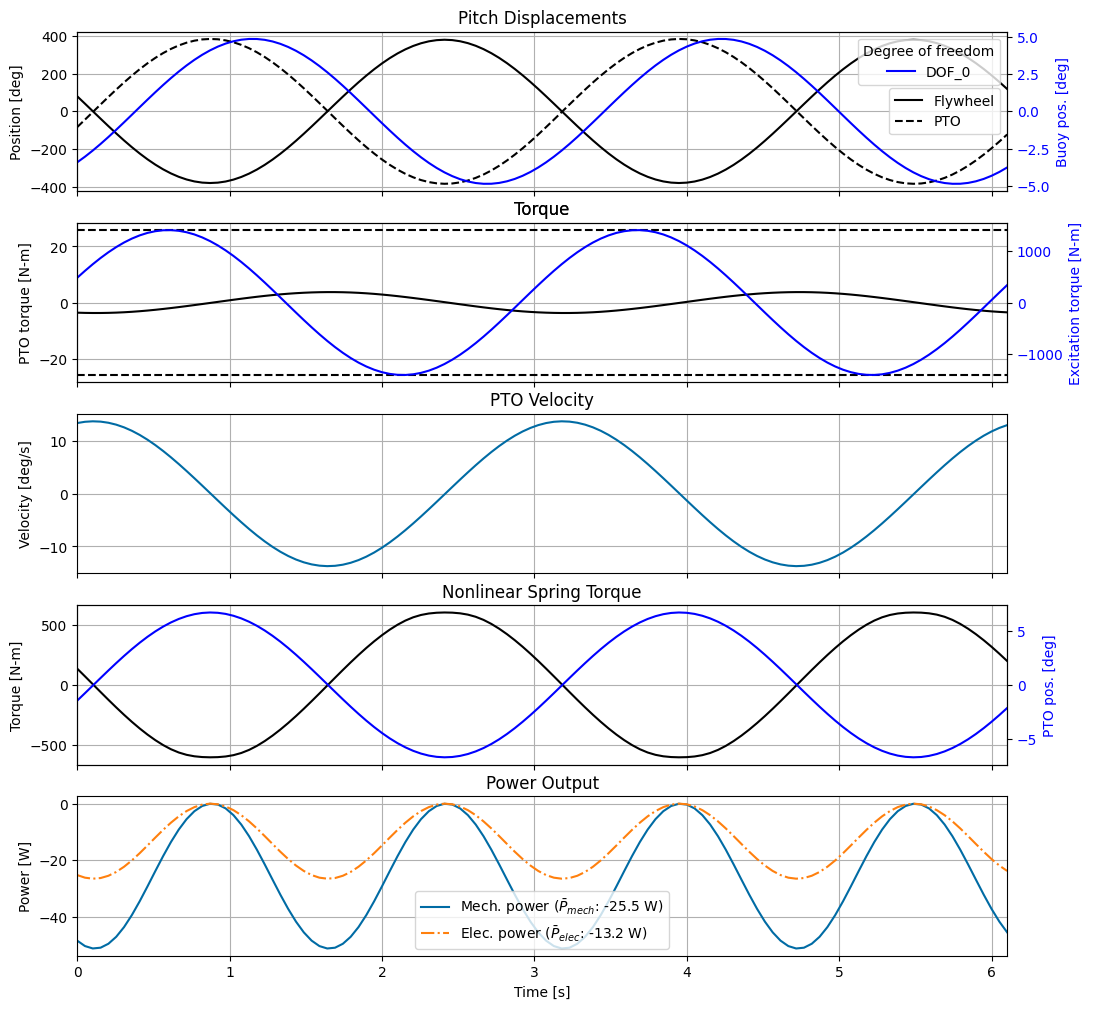 Pitch Displacements
Position [deg]
400
200
0
−200
−400
5.0
2.5
0.0
−2.5
−5.0
Buoy pos. [deg]
Degree of freedom
DOF_0
Flywheel
PTO
Torque
PTO torque [N-m]
20
0
−20
1000
0
−1000
Excitation torque [N-m]
PTO Velocity
Velocity [deg/s]
10
0
−10
Nonlinear Spring Torque
Torque [N-m]
500
0
−500
5
0
−5
PTO pos. [deg]
Power Output
Power [W]
0
−20
−40
Mech. power (P̄mech: -25.5 W)
Elec. power (P̄elec: -13.2 W)
0 1 2 3 4 5 6
Time [s]